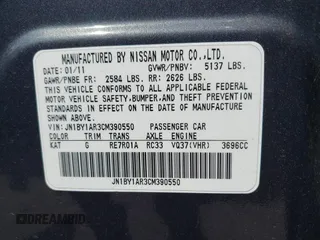 MANUFACTURED BY NISSAN MOTOR CO.,LTD.
DATE: 01/11 GVWR/PNBV: 5137 LBS.
GAWR/PNBE FR: 2584 LBS. RR: 2626 LBS.
THIS VEHICLE CONFORMS TO ALL APPLICABLE FEDERAL
MOTOR VEHICLE SAFETY,BUMPER,AND THEFT PREVENTION
STANDARDS IN EFFECT ON THE DATE OF MANUFACTURE
SHOWN ABOVE.
VIN:JN1BY1AR3CM390550 PASSENGER CAR
COLOR TRIM TRANS AXLE ENGINE
KAT G RE7R01A RC33 VQ37(VHR) 3696CC
JN1BY1AR3CM390550
DREAMBID